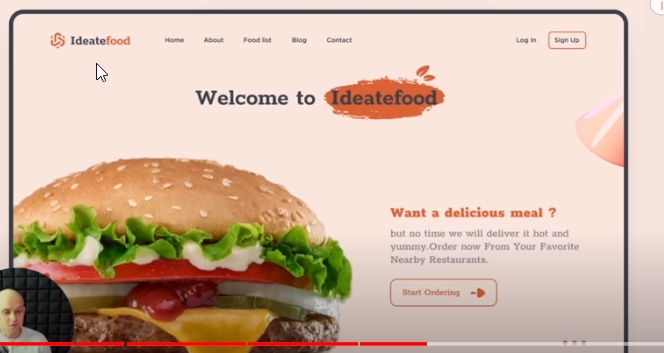 Ideatefood
Home About Food list Blog Contact
Log In Sign Up
Welcome to Ideatefood
Want a delicious meal ?
but no time we will deliver it hot and
yummy.Order now From Your Favorite
Nearby Restaurants.
Start Ordering